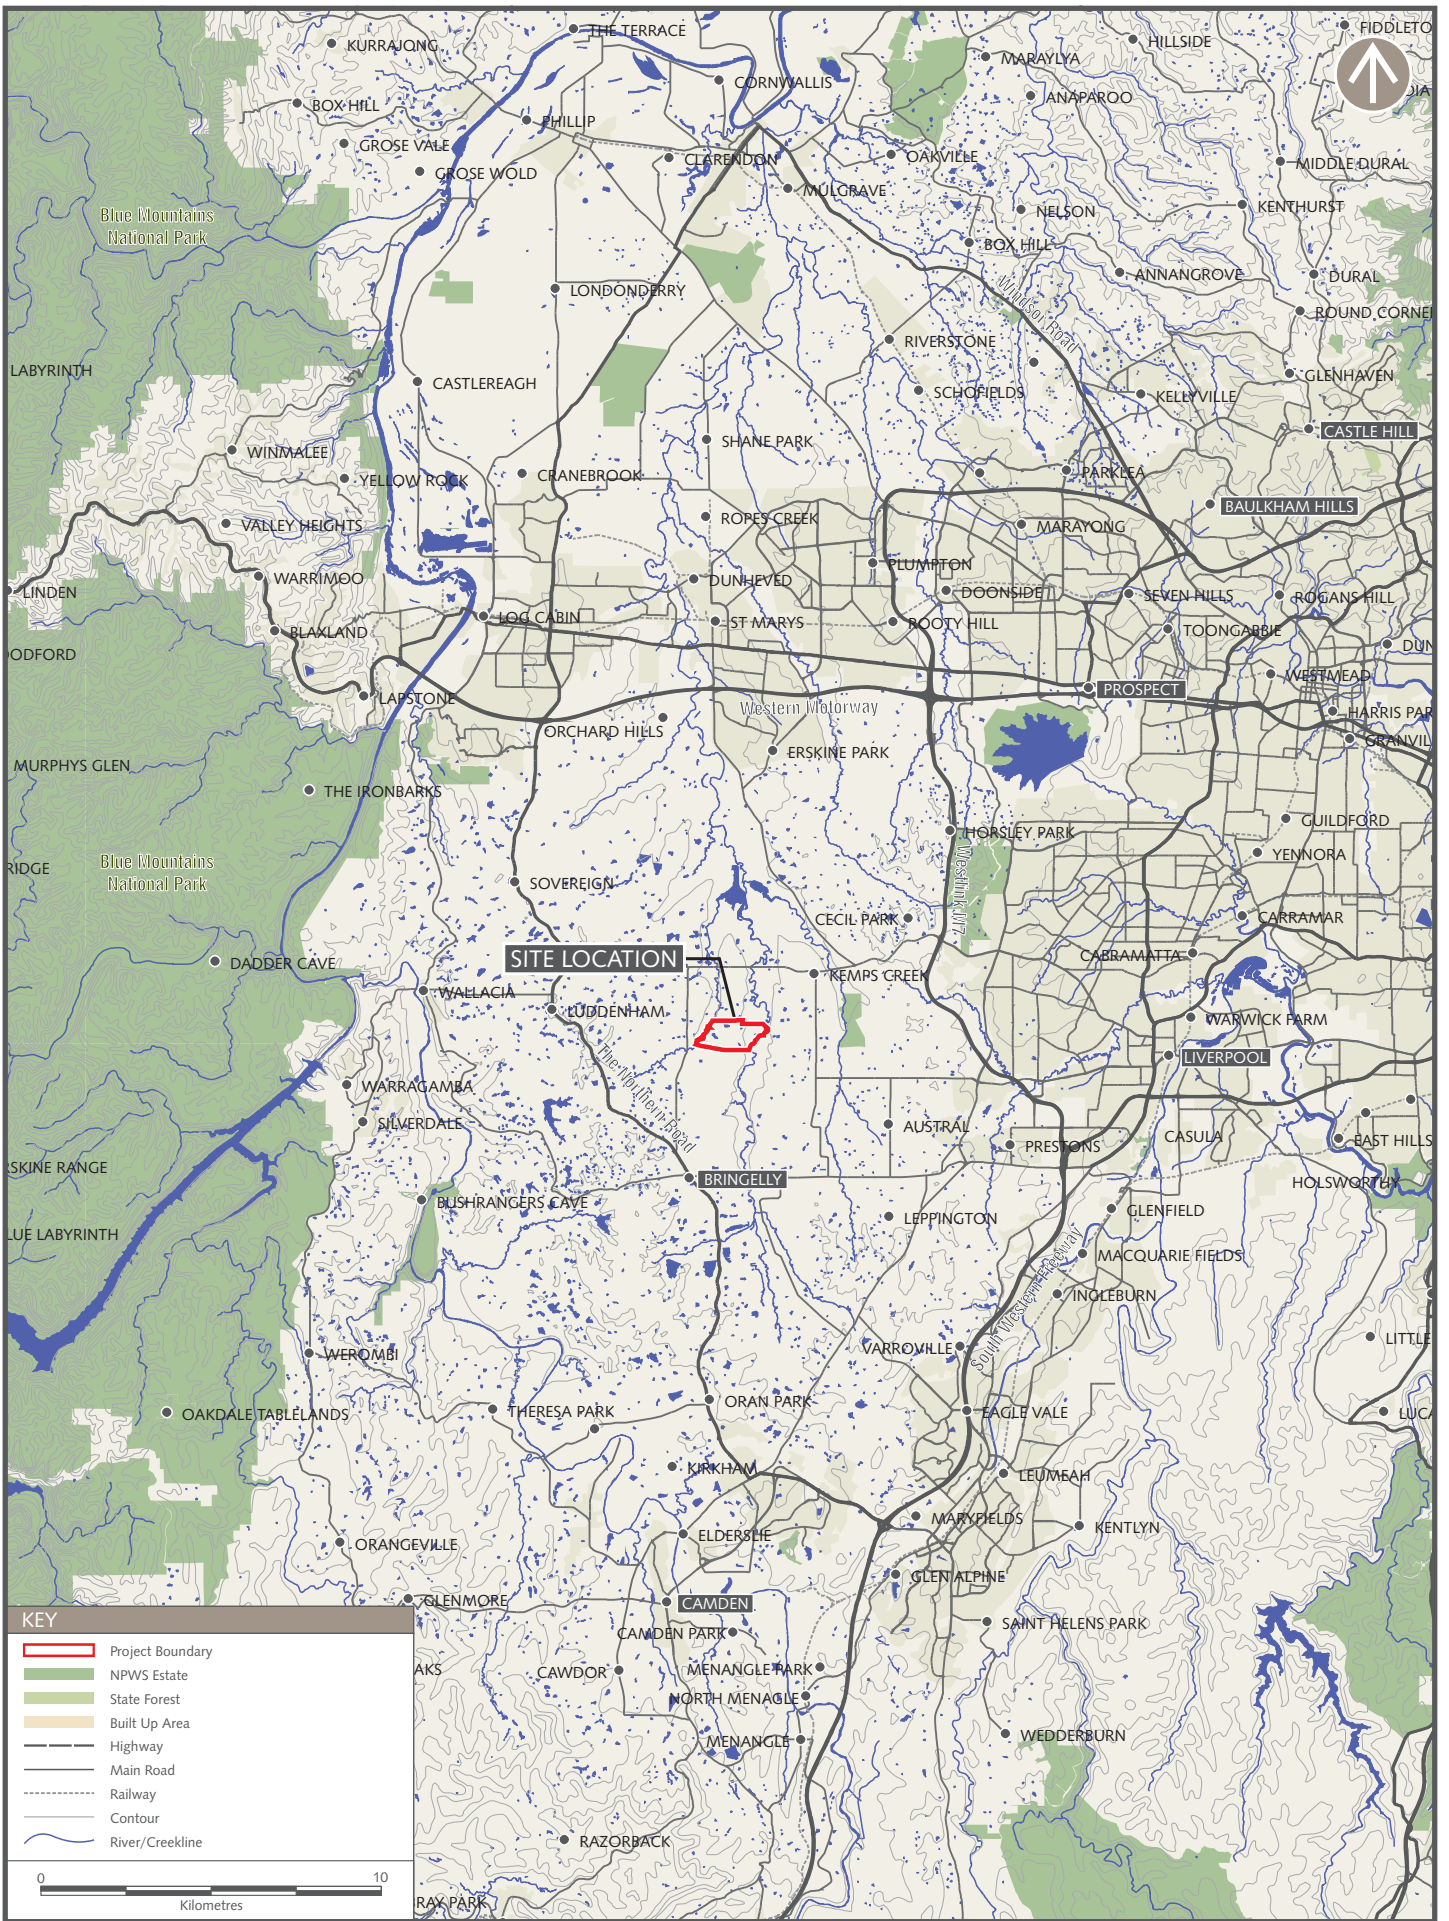 KURRAJONG
THE TERRACE
HILLSIDE
MARAYLYA
CORNWALLIS
BOX HILL
ANAPAROO
PHILLIP
GROSE VALE
CLARENDON
OAKVILLE
MIDDLE DURAL
GROSE WOLD
MULGRAVE
NELSON
KENTHURST
Blue Mountains
National Park
BOX HILL
ANNANGROVE
DURAL
LONDONDERRY
Windsor Road
RIVERSTONE
LABYRINTH
CASTLEREAGH
SCHOFIELDS
GLENHAVEN
KELLYVILLE
CASTLE HILL
WINMALEE
SHANE PARK
YELLOW ROCK
CRANEBROOK
PARKLEA
BAULKHAM HILLS
VALLEY HEIGHTS
ROPES CREEK
MARAYONG
WARRIMOO
DUNHEVED
PLUMPTON
LINDEN
DOONSIDE
SEVEN HILLS
ROGANS HILL
LOG CABIN
ST MARYS
ROOTY HILL
BLAXLAND
TOONGABBIE
OODFORD
DUN
WESTMEAD
LAPSTONE
PROSPECT
Western Motorway
HARRIS PAR
ORCHARD HILLS
GRANVIL
ERSKINE PARK
MURPHYS GLEN
THE IRONBARKS
GUILDFORD
HORSLEY PARK
YENNORA
Blue Mountains
National Park
RIDGE
Westlink M7
SOVEREIGN
CECIL PARK
CARRAMAR
SITE LOCATION
CABRAMATTA
DADDER CAVE
KEMPS CREEK
WALLACIA
LUDDENHAM
WARWICK FARM
LIVERPOOL
The Northern Road
WARRAGAMBA
SILVERDALE
AUSTRAL
PRESTONS
CASULA
EAST HILLS
RSKINE RANGE
BRINGELLY
HOLSWORTHY
BUSHRANGERS CAVE
LEPPINGTON
GLENFIELD
LUE LABYRINTH
MACQUARIE FIELDS
INGLEBURN
South Western Freeway
VARROVILLE
LITTLE
WEROMBI
ORAN PARK
OAKDALE TABLELANDS
THERESA PARK
EAGLE VALE
LUCA
KIRKHAM
LEUMEAH
MARYFIELDS
KENTLYN
ELDERSLIE
ORANGEVILLE
GLEN ALPINE
GLENMORE
CAMDEN
SAINT HELENS PARK
CAMDEN PARK
AKS
CAWDOR
MENANGLE PARK
NORTH MENAGLE
MENANGLE
WEDDERBURN
RAZORBACK
RAY PARK
FIDDLETO
DIA
ROUND CORNE
KEY
Project Boundary
NPWS Estate
State Forest
Built Up Area
Highway
Main Road
Railway
Contour
River/Creekline
0 10
Kilometres